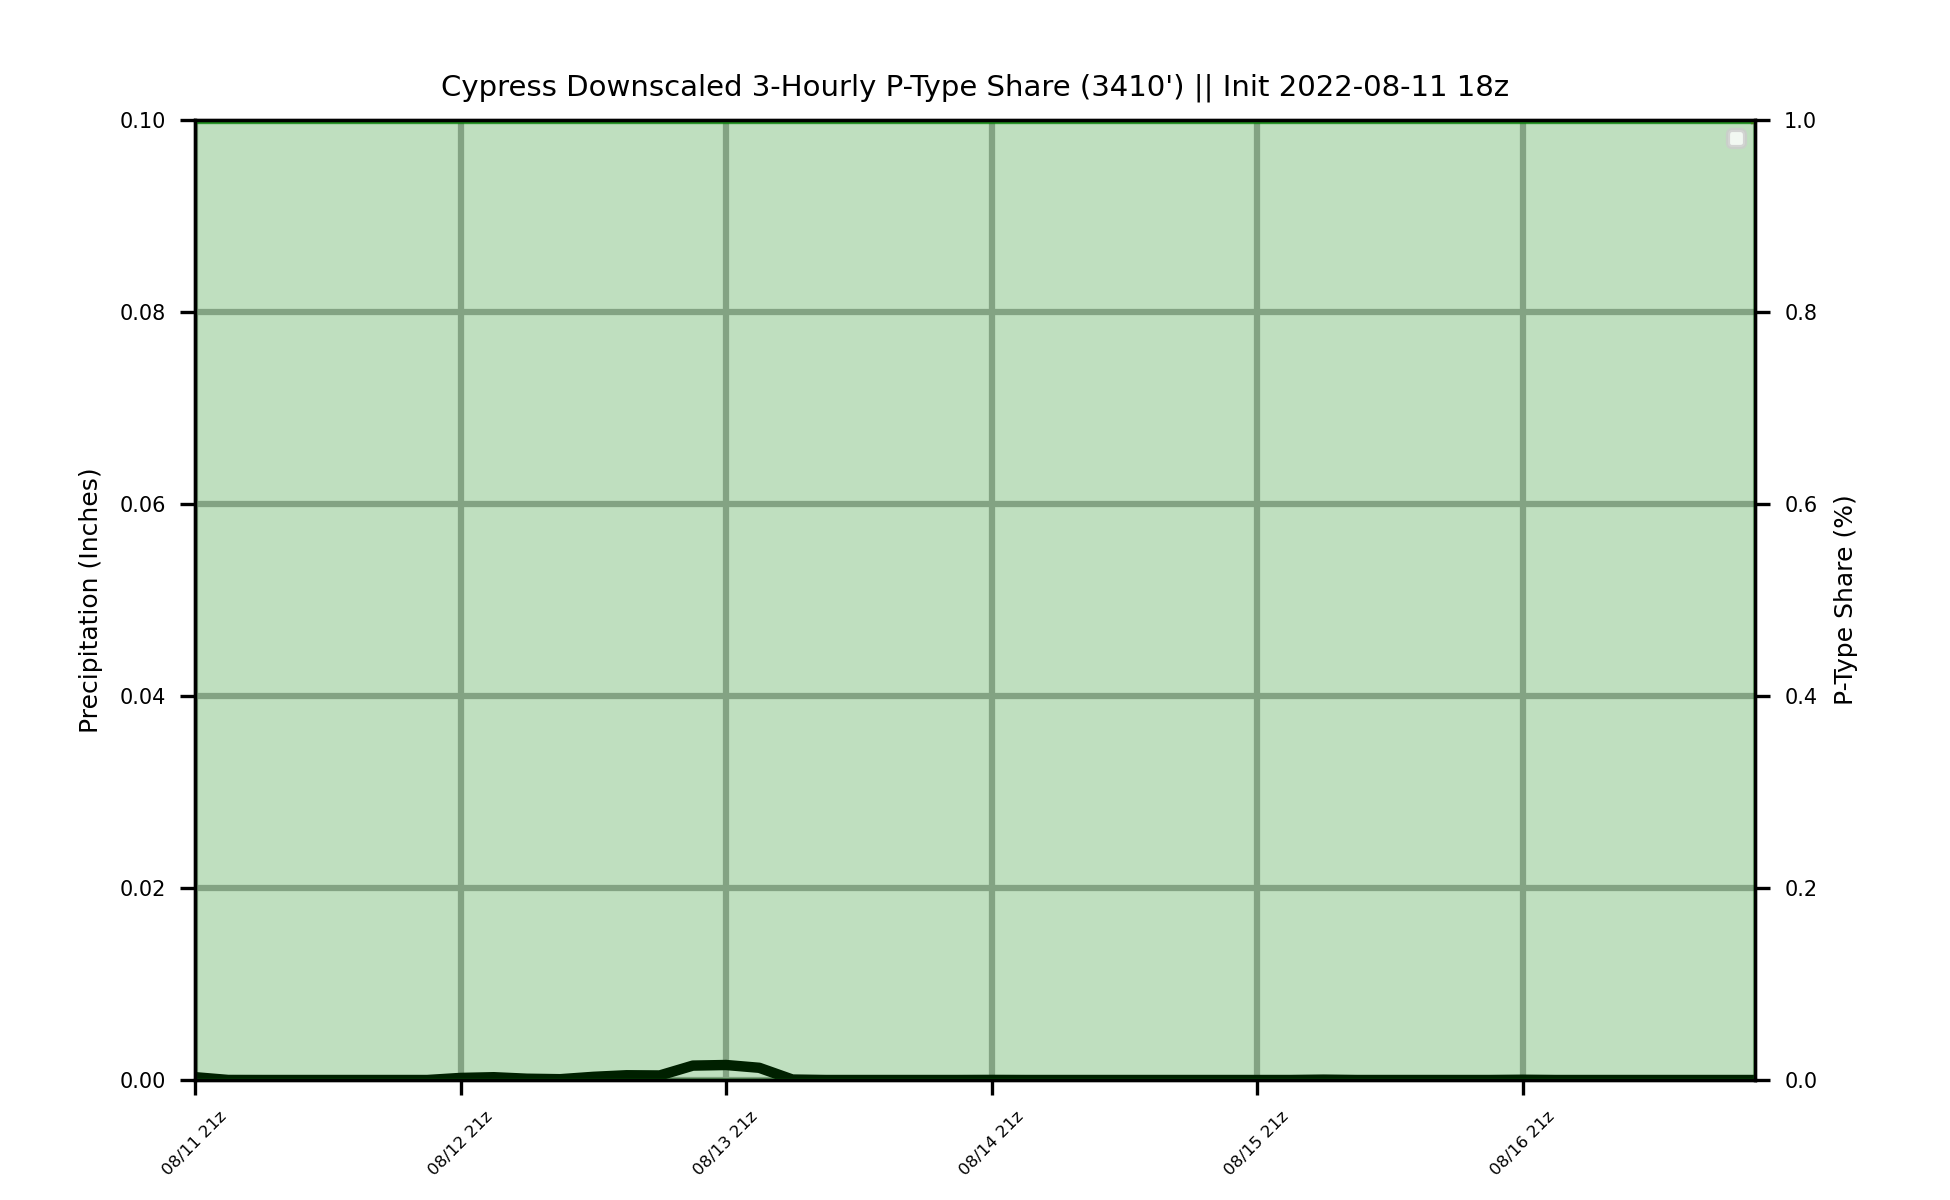 Cypress Downscaled 3-Hourly P-Type Share (3410') || Init 2022-08-11 18z
Precipitation (Inches)
0.10
0.08
0.06
0.04
0.02
0.00
1.0
0.8
0.6
0.4
0.2
0.0
P-Type Share (%)
08/11 21z
08/12 21z
08/13 21z
08/14 21z
08/15 21z
08/16 21z